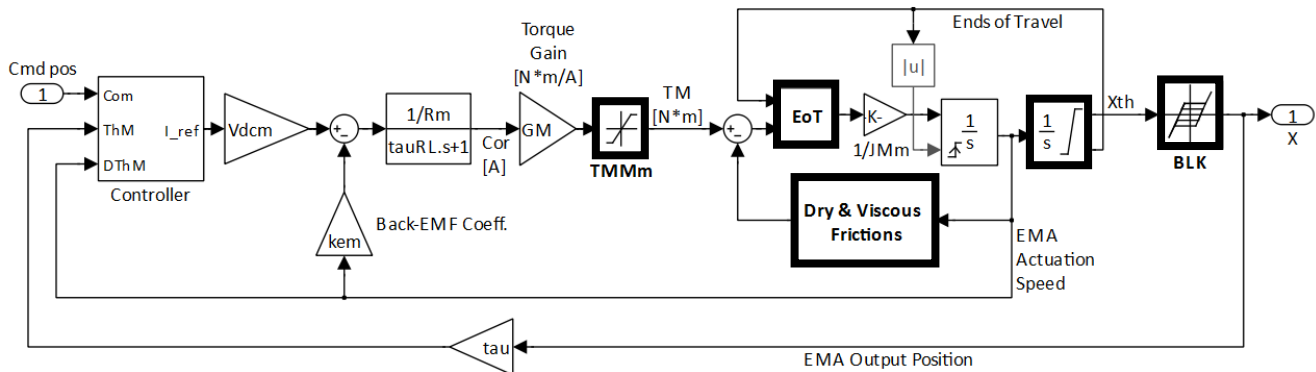 Cmd pos
1
Com
ThM
DThM
I_ref
Controller
Vdcm
+
-
kem
Back-EMF Coeff.
1/Rm
tauRL.s+1
Cor
[A]
Torque
Gain
[N*m/A]
GM
TMMm
TM
[N*m]
+
-
EoT
Ends of Travel
|u|
K-
1/JMm
1
s
1
s
Dry & Viscous
Frictions
EMA
Actuation
Speed
Xth
BLK
1
X
tau
EMA Output Position